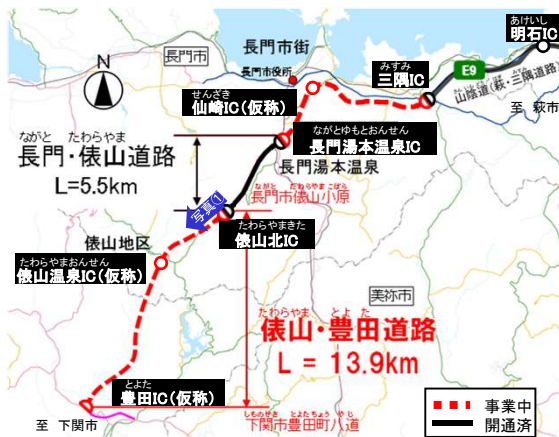 あけいし
明石IC
長門市街
長門市
長門市役所
みすみ
三隅IC
E9
山陰道(萩・三隅道路)
至 萩市
N
せんざき
仙崎IC(仮称)
ながと たわらやま
長門・俵山道路
L=5.5km
ながとゆもとおんせん
長門湯本温泉IC
長門湯本温泉
ながとし たわらやま こばら
長門市俵山小原
写真①
たわらやまきた
俵山北IC
俵山地区
たわらやまおんせん
俵山温泉IC(仮称)
美祢市
たわらやま とよた
俵山・豊田道路
L = 13.9km
とよた
豊田IC(仮称)
至 下関市
しものせきし とよたちょう やじ
下関市豊田町八道
事業中
開通済